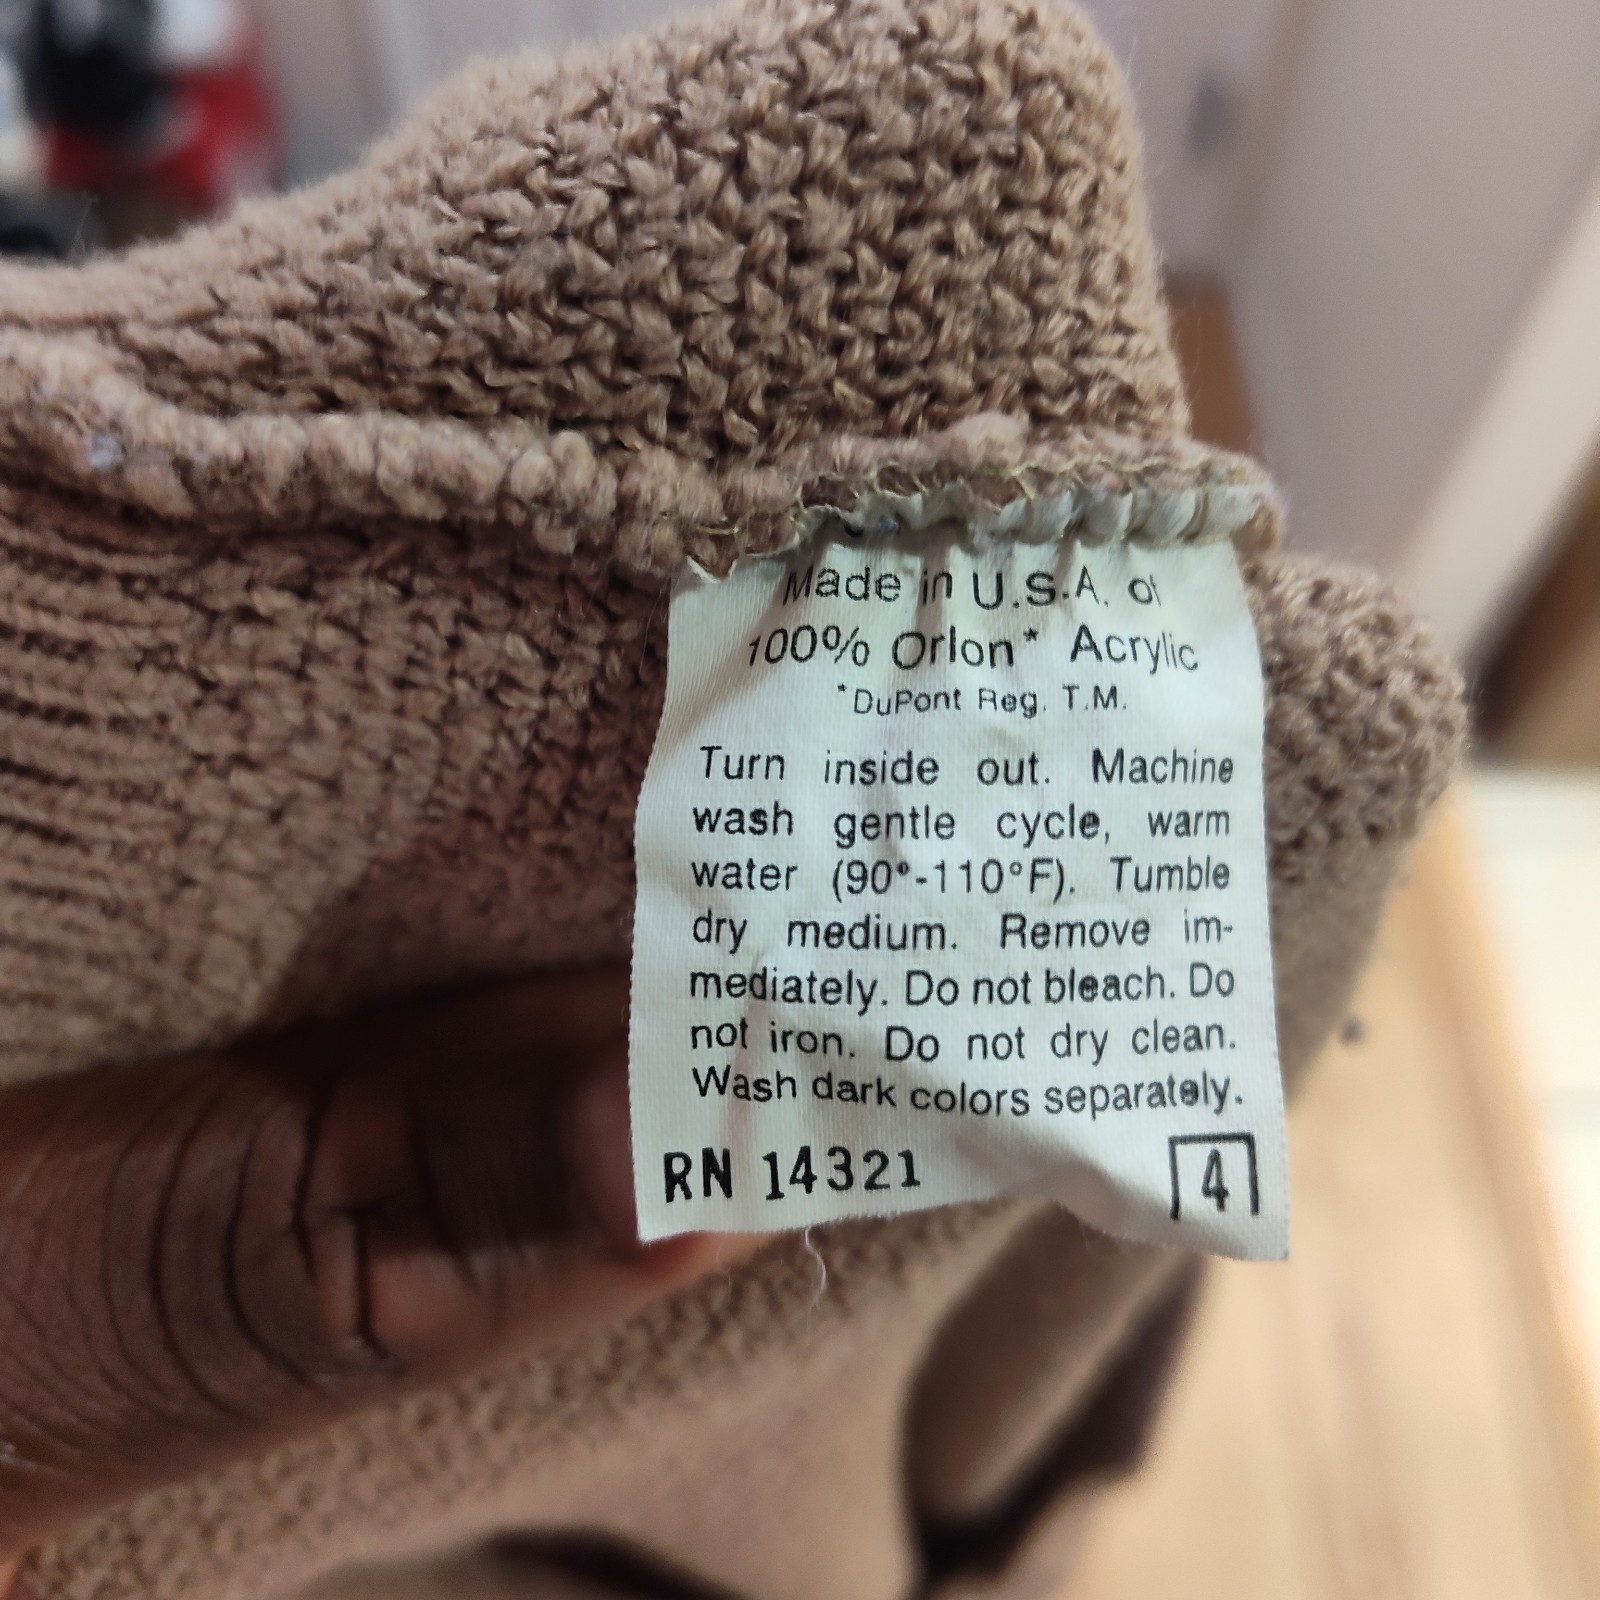 Made in U.S.A. of
100% Orlon* Acrylic
*DuPont Reg. T.M.
Turn inside out. Machine
wash gentle cycle, warm
water (90°-110°F). Tumble
dry medium. Remove im-
mediately. Do not bleach. Do
not iron. Do not dry clean.
Wash dark colors separately.
RN 14321 4